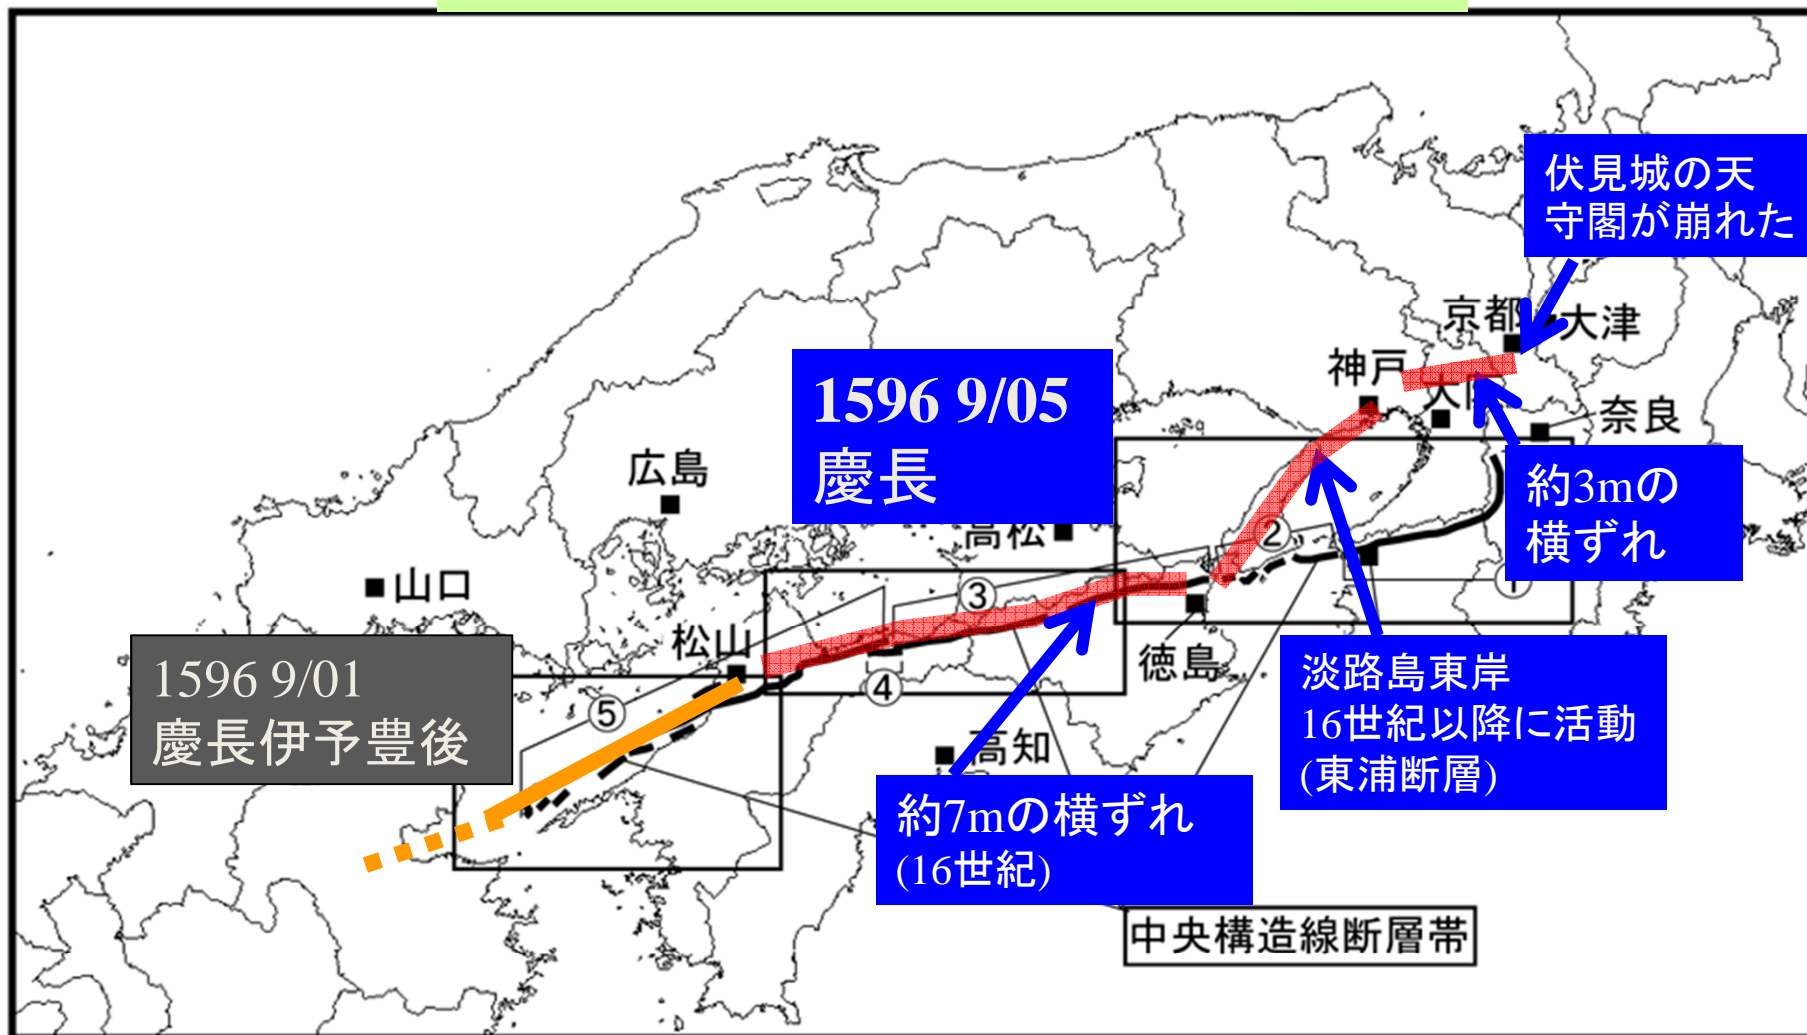 伏見城の天
守閣が崩れた
京都
大津
神戸
奈良
1596 9/05
慶長
広島
高松
約3mの
横ずれ
②
①
山口
③
松山
徳島
④
⑤
1596 9/01
慶長伊予豊後
高知
淡路島東岸
16世紀以降に活動
(東浦断層)
約7mの横ずれ
(16世紀)
中央構造線断層帯